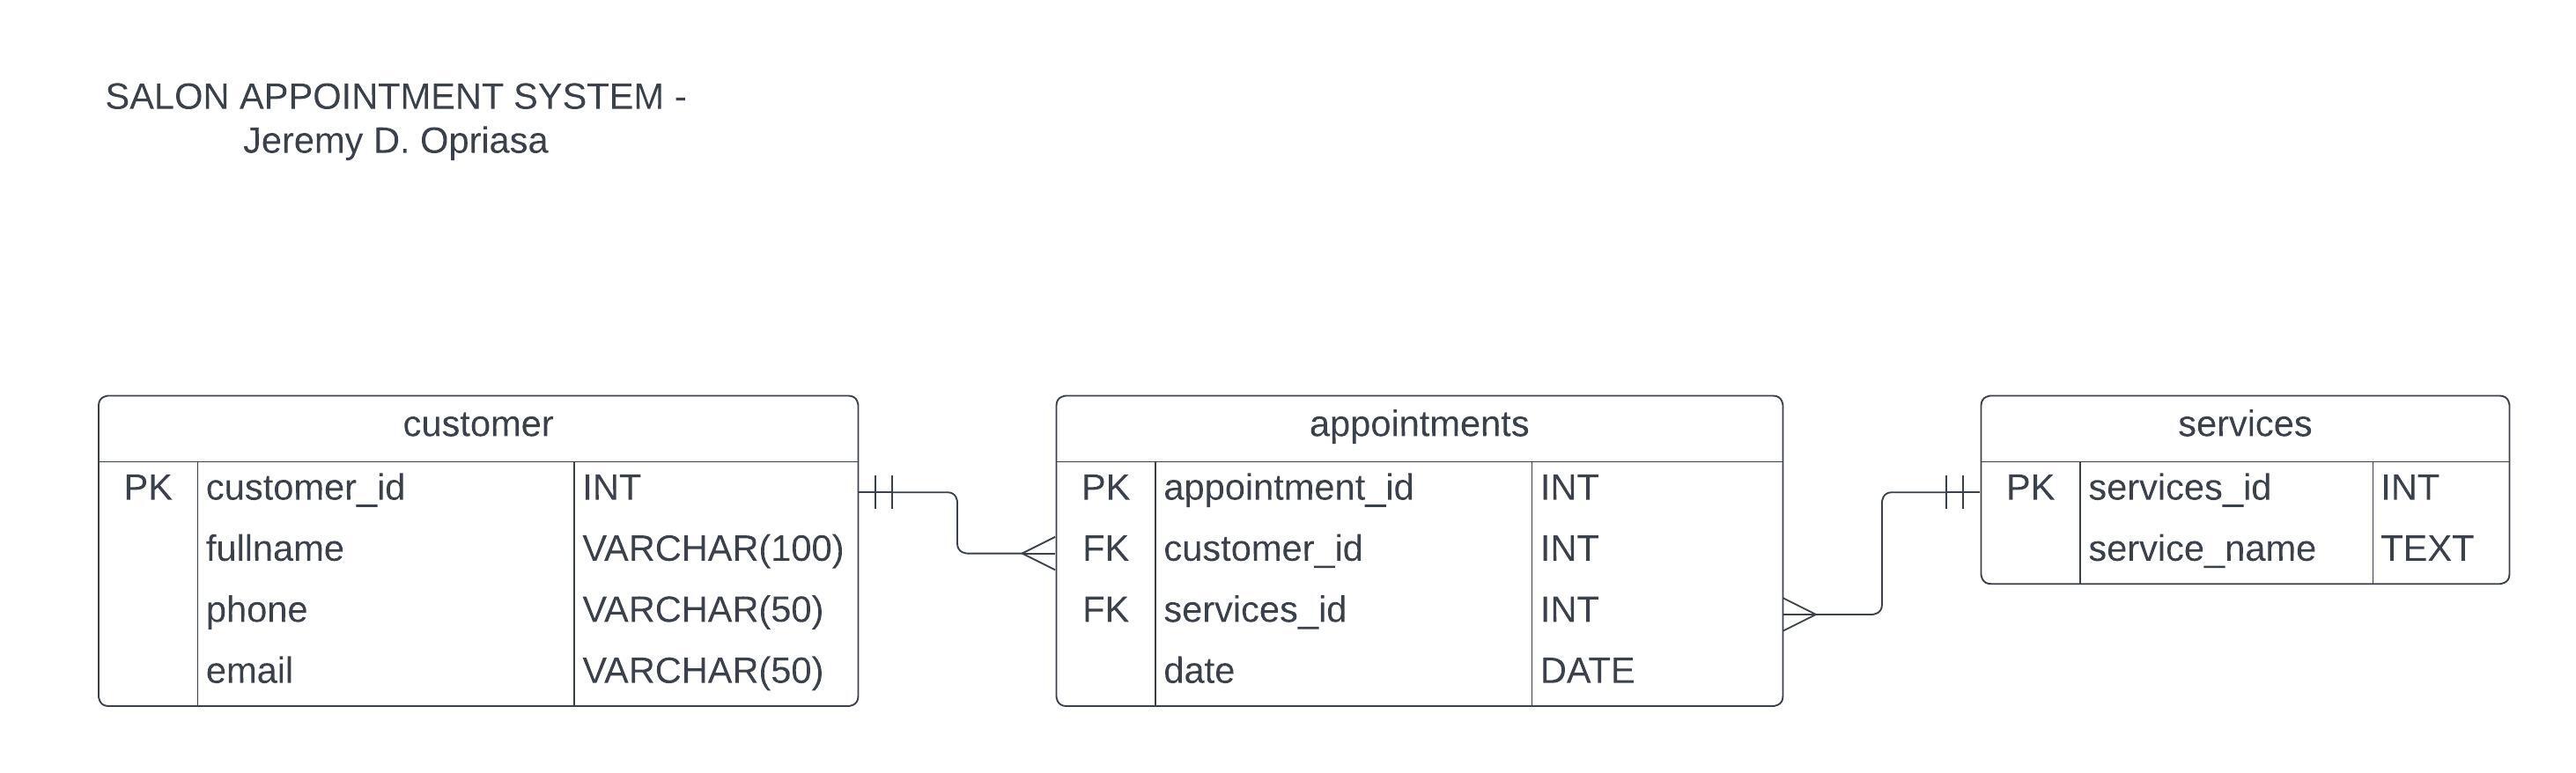 SALON APPOINTMENT SYSTEM -
Jeremy D. Opriasa
customer
PK customer_id INT
fullname VARCHAR(100)
phone VARCHAR(50)
email VARCHAR(50)
appointments
PK appointment_id INT
FK customer_id INT
FK services_id INT
date DATE
services
PK services_id INT
service_name TEXT